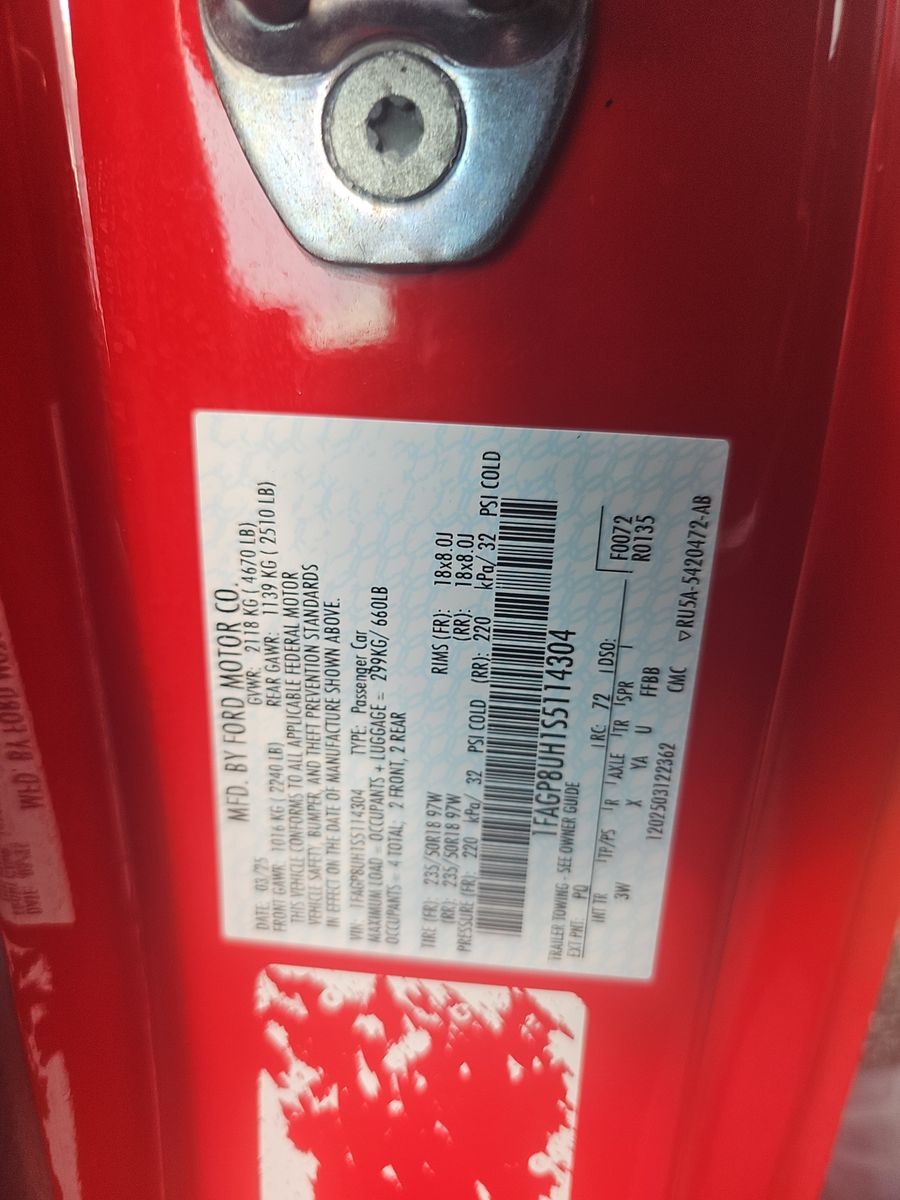 MFD. BY FORD MOTOR CO.
DATE: 03/25 GVWR: 2118 KG ( 4670 LB)
FRONT GAWR: 1016 KG ( 2240 LB) REAR GAWR: 1139 KG ( 2510 LB)
THIS VEHICLE CONFORMS TO ALL APPLICABLE FEDERAL MOTOR
VEHICLE SAFETY, BUMPER, AND THEFT PREVENTION STANDARDS
IN EFFECT ON THE DATE OF MANUFACTURE SHOWN ABOVE.
VIN: 1FAGP8UH1S5114304 TYPE: Passenger Car
MAXIMUM LOAD = OCCUPANTS + LUGGAGE = 299KG/ 660LB
OCCUPANTS = 4 TOTAL; 2 FRONT, 2 REAR
TIRE (FR): 235/50R18 97W RIMS (FR): 18x8.0J
(RR): 235/50R18 97W (RR): 18x8.0J
PRESSURE (FR): 220 kPa/ 32 PSI COLD (RR): 220 kPa/ 32 PSI COLD
1FAGP8UH1S5114304
TRAILER TOWING - SEE OWNER GUIDE
EXT PNT: PQ RC: 72 DSO: F0072
INT TR TP/PS R AXLE TR SPR R0135
3W X YA U FFBB
1202503122362 CMC ▽RU5A-5420472-AB